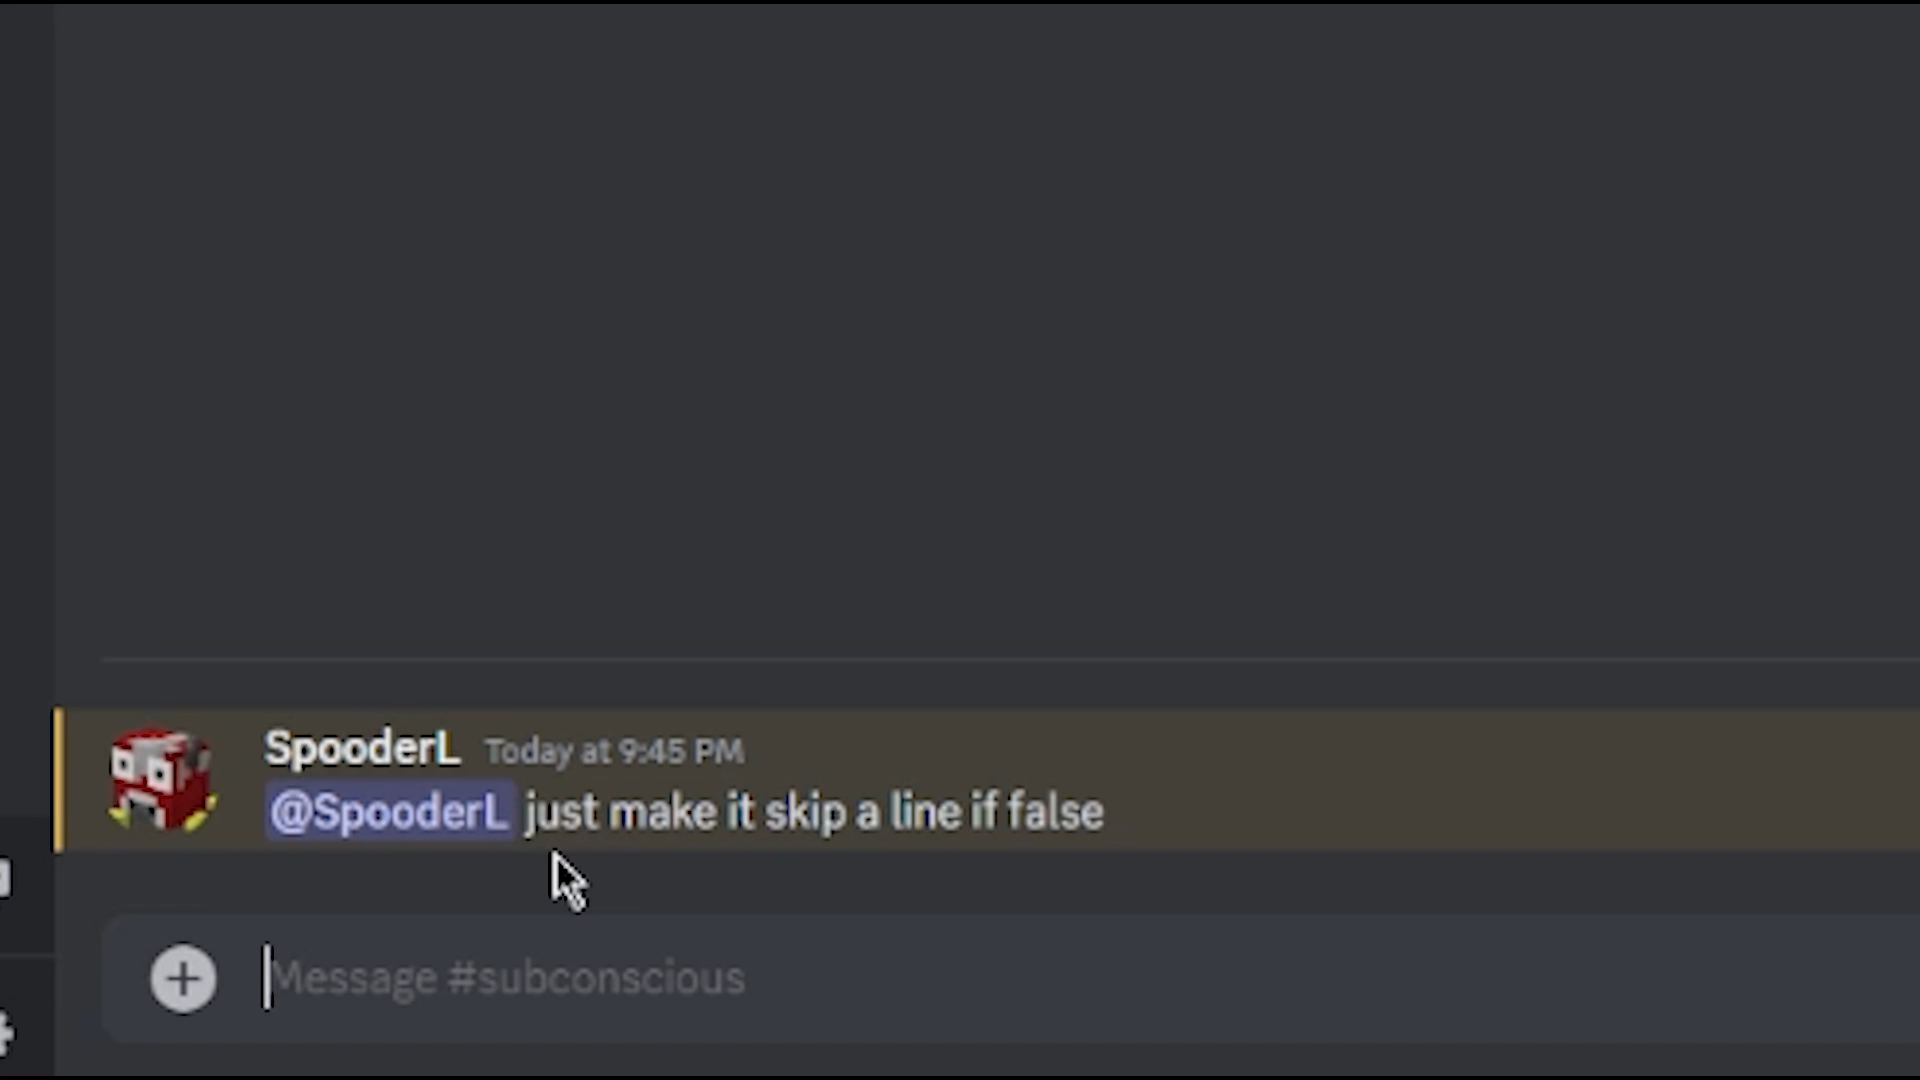 SpooderL Today at 9:45 PM
@SpooderL just make it skip a line if false
Message #subconscious